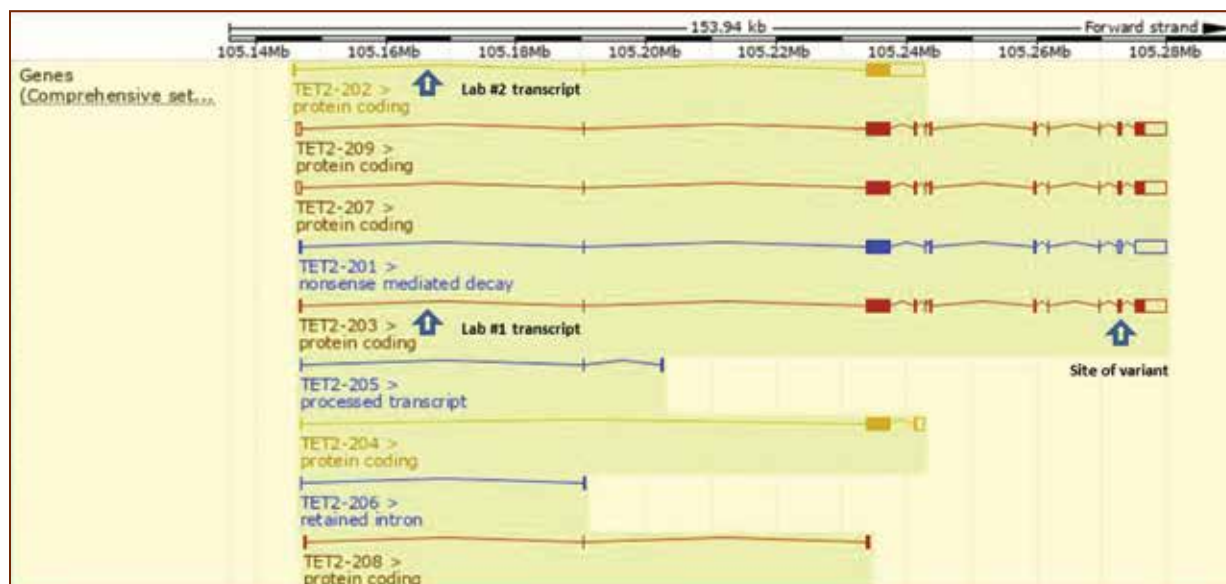 153.94 kb Forward strand
105.14Mb 105.16Mb 105.18Mb 105.20Mb 105.22Mb 105.24Mb 105.26Mb 105.28Mb
Genes
(Comprehensive set...
TET2-202 > Lab #2 transcript
protein coding
TET2-209 >
protein coding
TET2-207 >
protein coding
TET2-201 >
nonsense mediated decay
TET2-203 > Lab #1 transcript
protein coding
Site of variant
TET2-205 >
processed transcript
TET2-204 >
protein coding
TET2-206 >
retained intron
TET2-208 >
protein coding